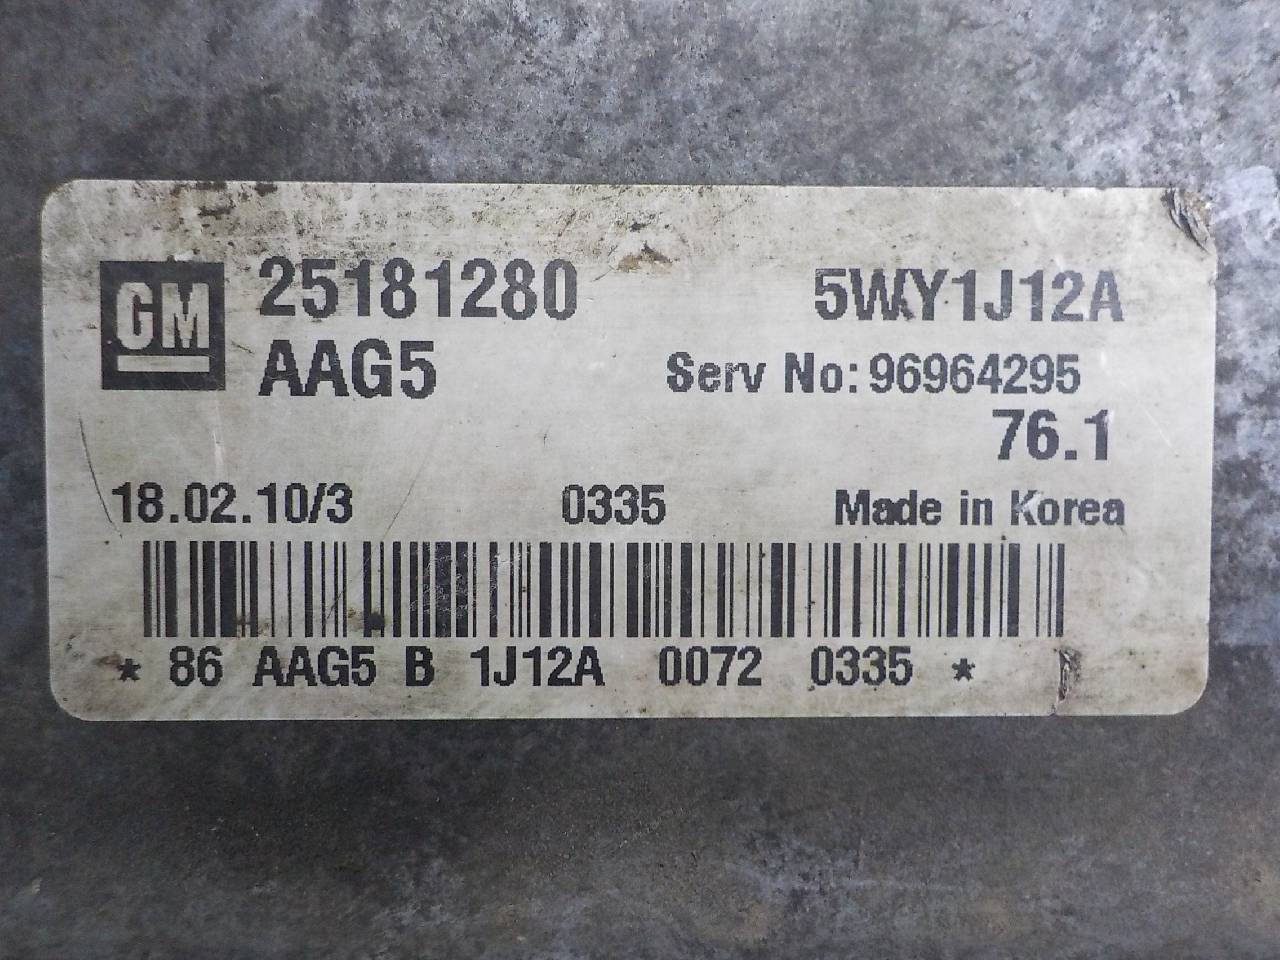 GM 25181280 5WY1J12A
AAG5 Serv No: 96964295
76.1
18.02.10/3 0335 Made in Korea
* 86 AAG5 B 1J12A 0072 0335 *